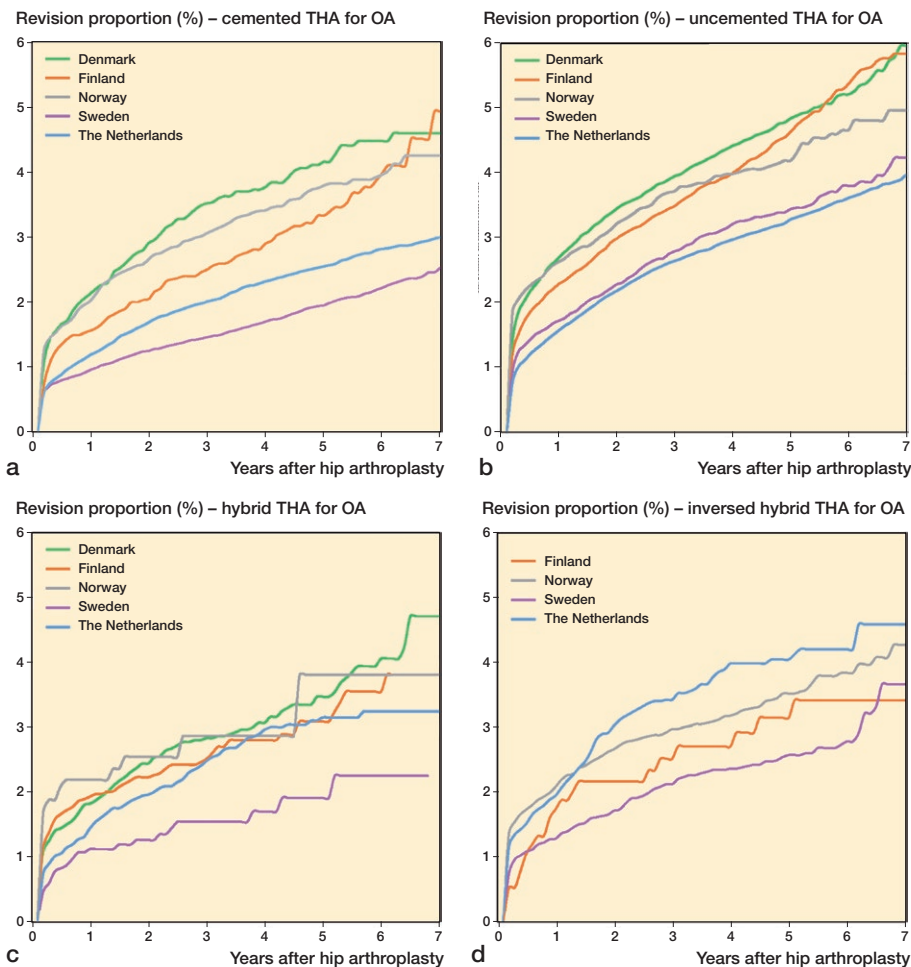 Revision proportion (%) – cemented THA for OA
6
5
4
3
2
1
0
Denmark
Finland
Norway
Sweden
The Netherlands
0 1 2 3 4 5 6 7
a
Years after hip arthroplasty
Revision proportion (%) – uncemented THA for OA
6
5
4
3
2
1
0
Denmark
Finland
Norway
Sweden
The Netherlands
0 1 2 3 4 5 6 7
b
Years after hip arthroplasty
Revision proportion (%) – hybrid THA for OA
6
5
4
3
2
1
0
Denmark
Finland
Norway
Sweden
The Netherlands
0 1 2 3 4 5 6 7
c
Years after hip arthroplasty
Revision proportion (%) – inversed hybrid THA for OA
6
5
4
3
2
1
0
Finland
Norway
Sweden
The Netherlands
0 1 2 3 4 5 6 7
d
Years after hip arthroplasty